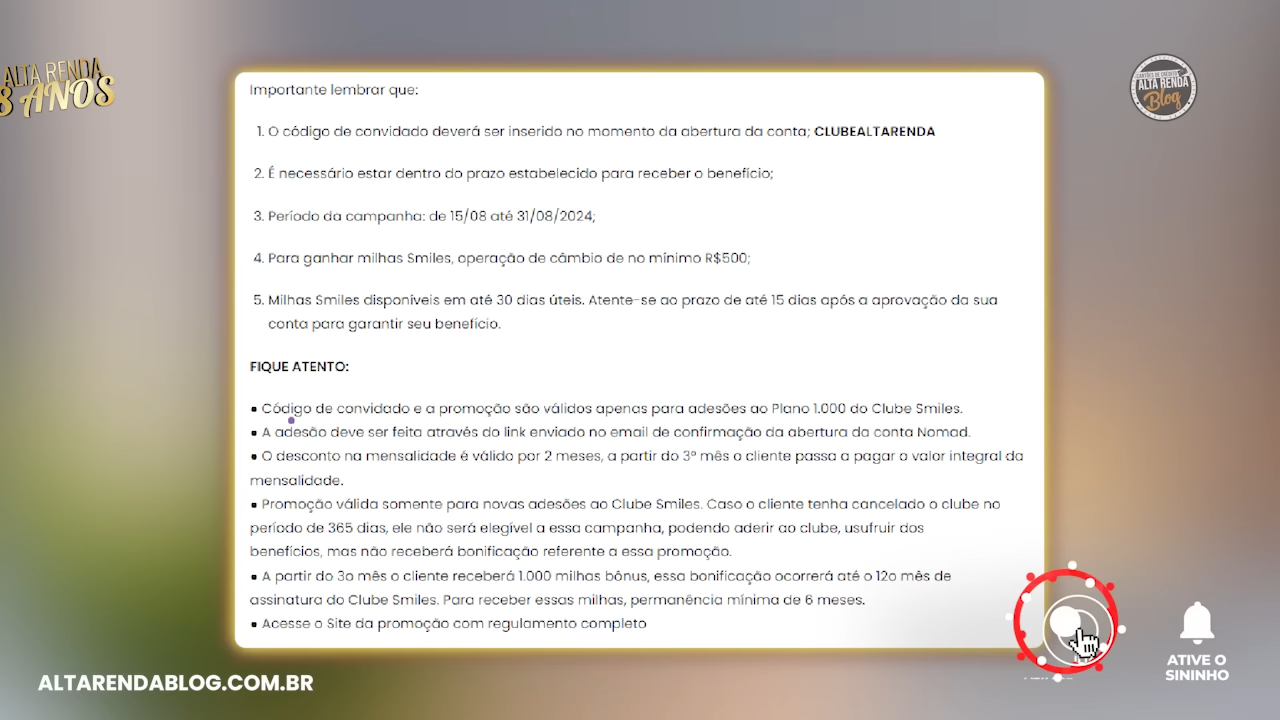 ALTA RENDA
8 ANOS
CARTÕES DE CRÉDITO
ALTA RENDA
Blog
Importante lembrar que:
1. O código de convidado deverá ser inserido no momento da abertura da conta; CLUBEALTARENDA
2. É necessário estar dentro do prazo estabelecido para receber o benefício;
3. Período da campanha: de 15/08 até 31/08/2024;
4. Para ganhar milhas Smiles, operação de câmbio de no mínimo R$500;
5. Milhas Smiles disponíveis em até 30 dias úteis. Atente-se ao prazo de até 15 dias após a aprovação da sua
conta para garantir seu benefício.
FIQUE ATENTO:
▪ Código de convidado e a promoção são válidos apenas para adesões ao Plano 1.000 do Clube Smiles.
▪ A adesão deve ser feita através do link enviado no email de confirmação da abertura da conta Nomad.
▪ O desconto na mensalidade é válido por 2 meses, a partir do 3º mês o cliente passa a pagar o valor integral da
mensalidade.
▪ Promoção válida somente para novas adesões ao Clube Smiles. Caso o cliente tenha cancelado o clube no
período de 365 dias, ele não será elegível a essa campanha, podendo aderir ao clube, usufruir dos
benefícios, mas não receberá bonificação referente a essa promoção.
▪ A partir do 3o mês o cliente receberá 1.000 milhas bônus, essa bonificação ocorrerá até o 12o mês de
assinatura do Clube Smiles. Para receber essas milhas, permanência mínima de 6 meses.
▪ Acesse o Site da promoção com regulamento completo
ATIVE O
SININHO
ALTARENDABLOG.COM.BR